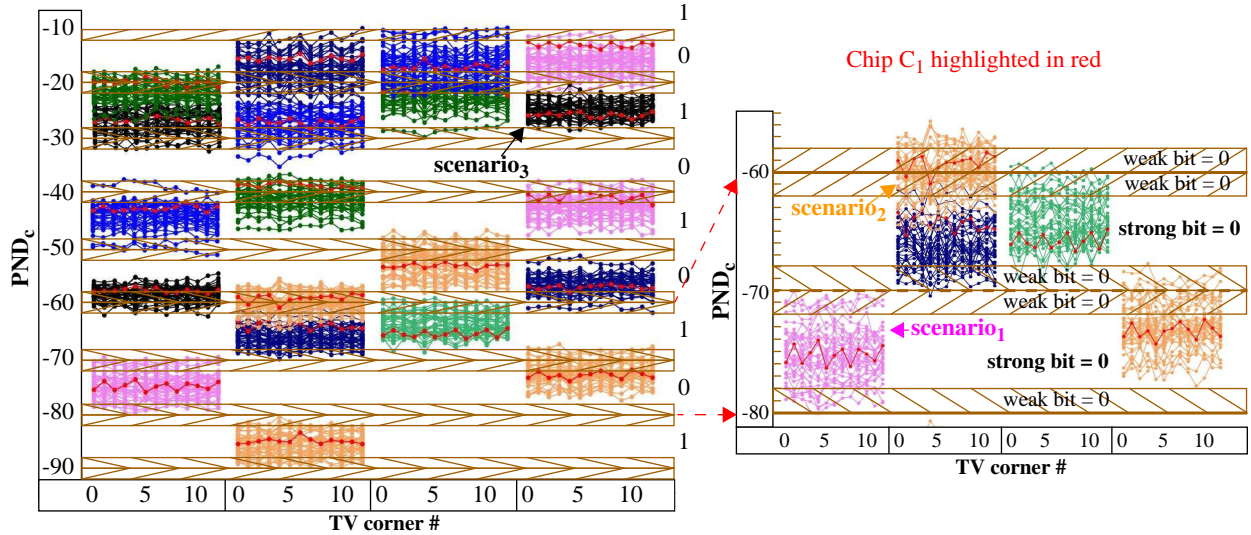 1
-10
0
-20
1
-30
scenario3
0
-40
1
-50
0
-60
1
-70
0
-80
1
-90
PNDc
0 5 10 0 5 10 0 5 10 0 5 10
TV corner #
Chip C1 highlighted in red
weak bit = 0
-60
weak bit = 0
scenario2
strong bit = 0
weak bit = 0
-70
weak bit = 0
scenario1
strong bit = 0
weak bit = 0
-80
PNDc
0 5 10 0 5 10 0 5 10 0 5 10
TV corner #